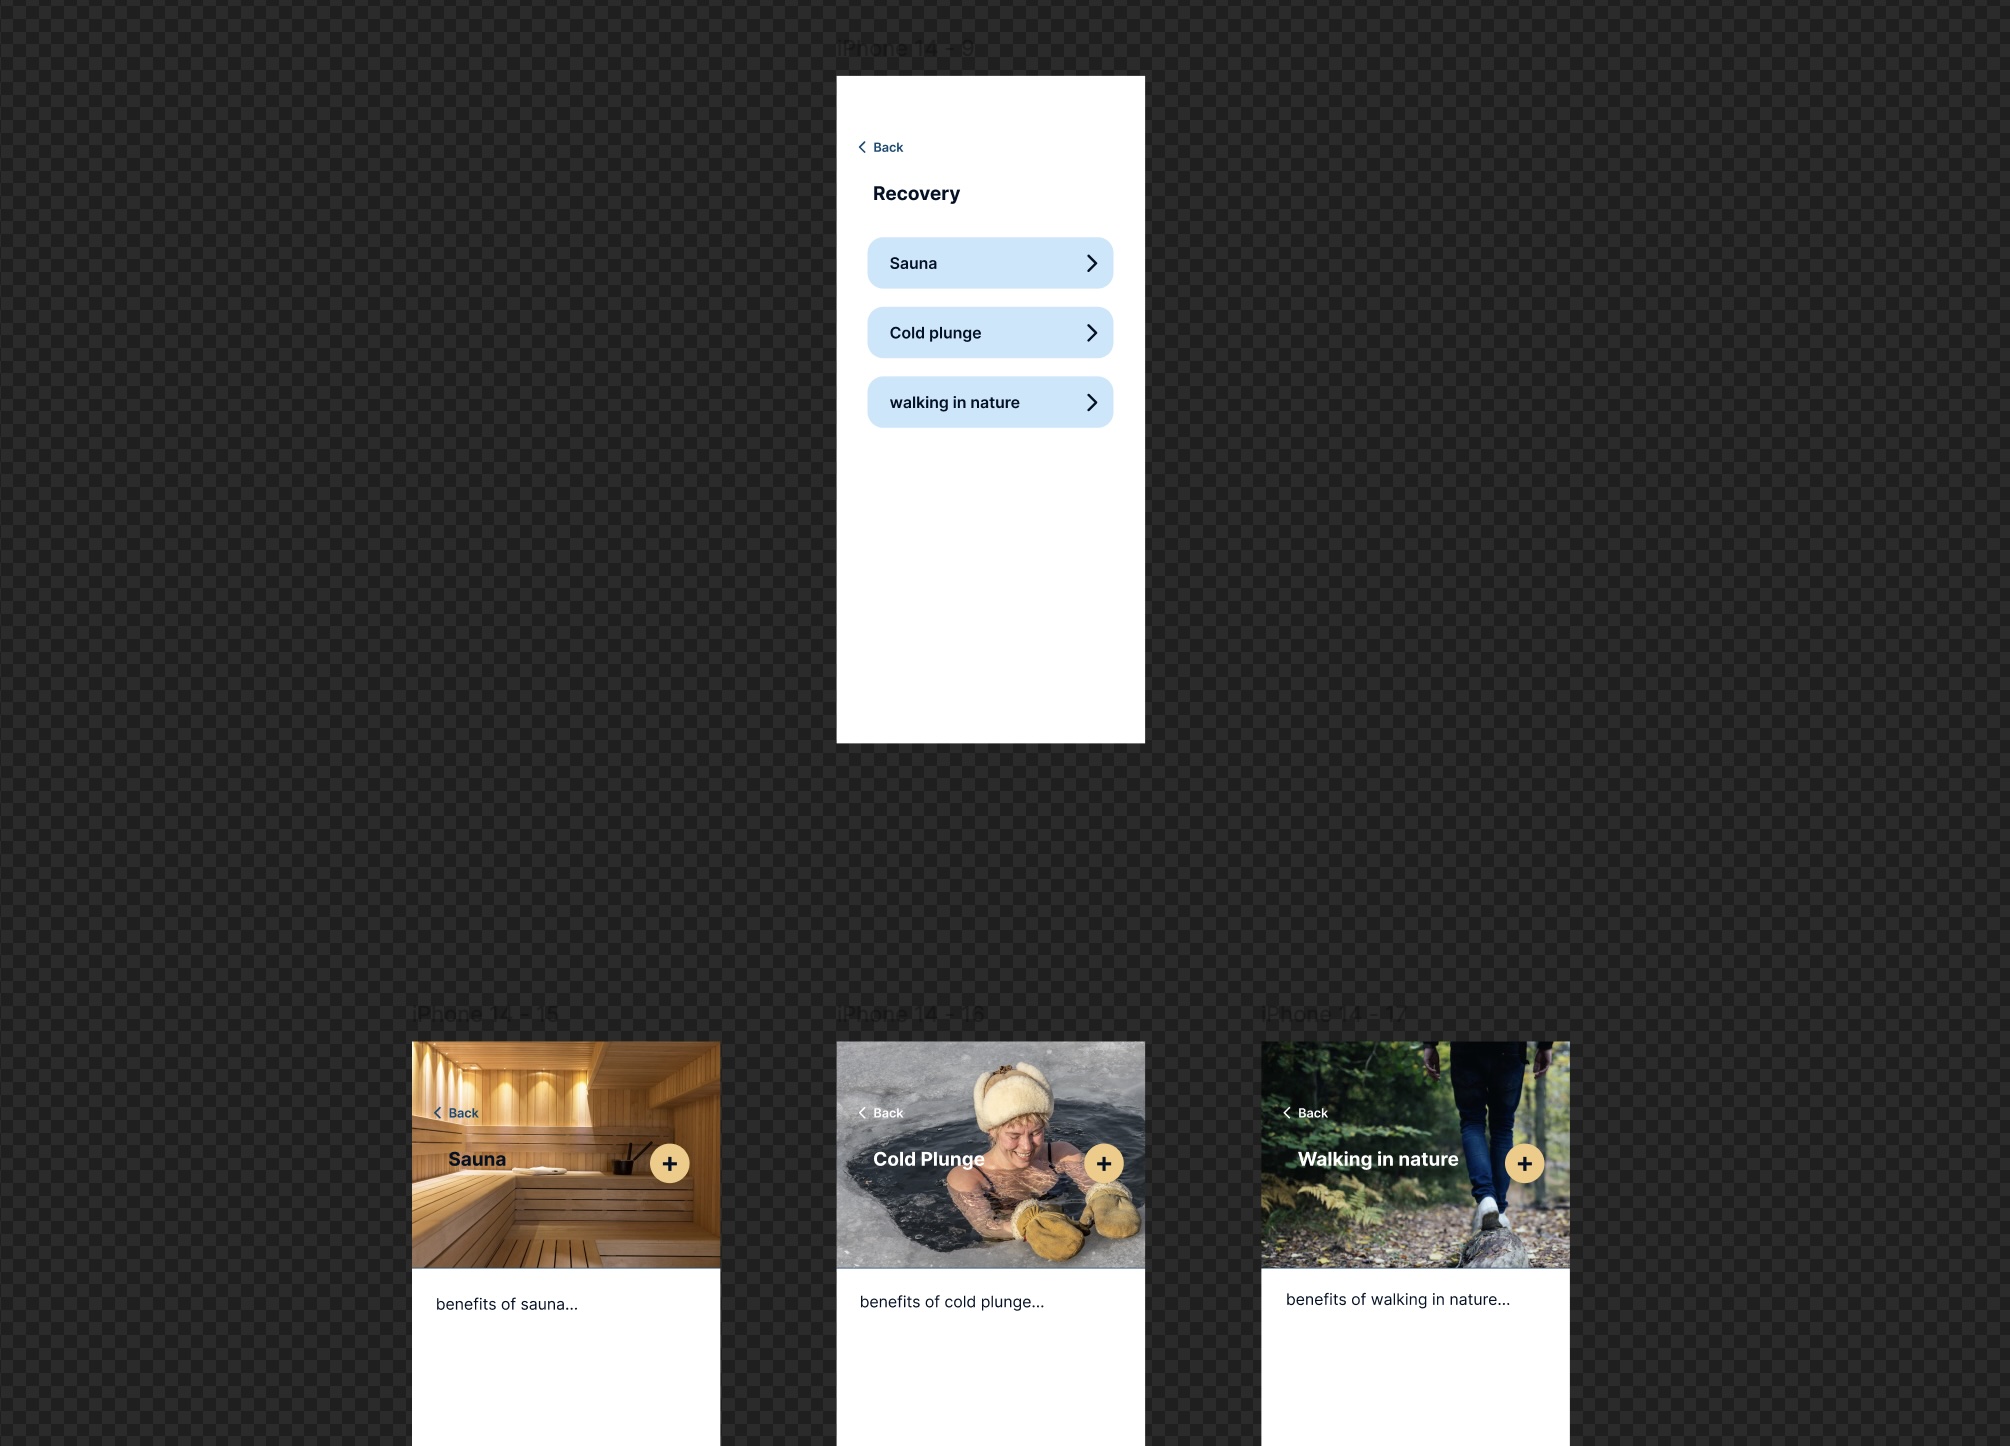 iPhone 14 - 9
Back
Recovery
Sauna
Cold plunge
walking in nature
iPhone 14 - 15
iPhone 14 - 16
iPhone 14 - 17
Back
Sauna
benefits of sauna...
Back
Cold Plunge
benefits of cold plunge...
Back
Walking in nature
benefits of walking in nature...